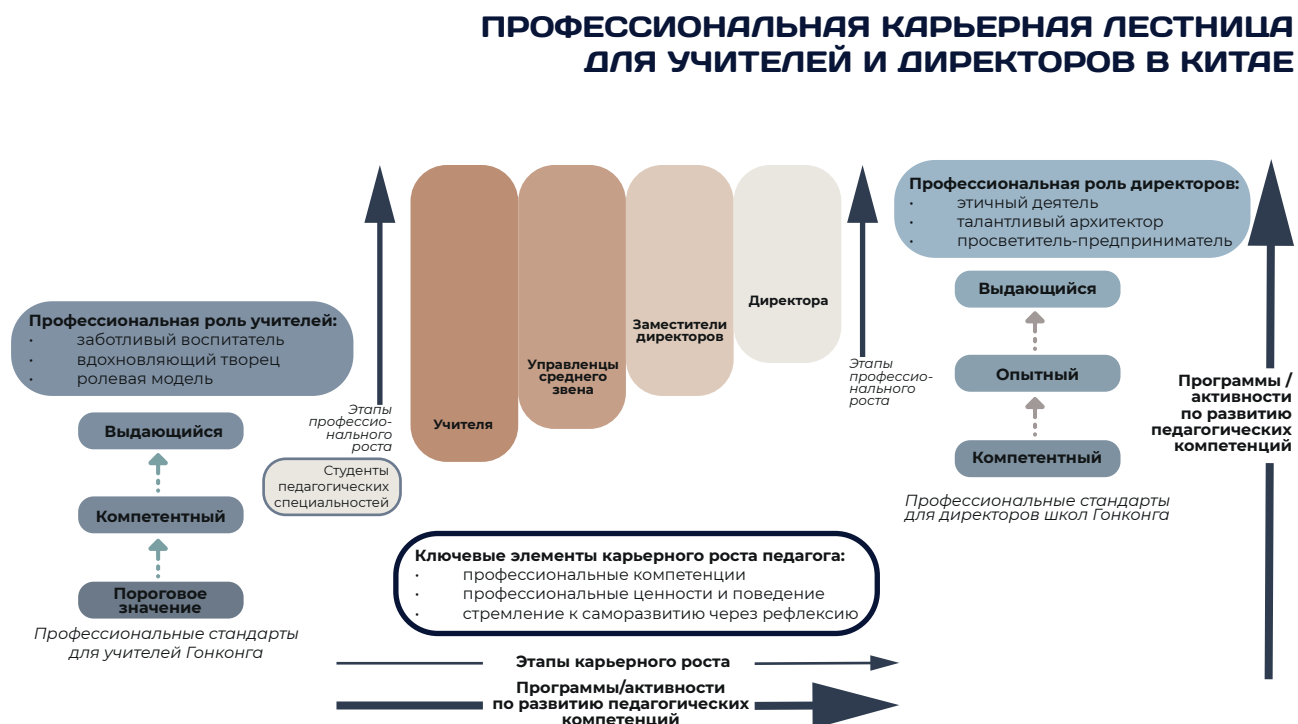 ПРОФЕССИОНАЛЬНАЯ КАРЬЕРНАЯ ЛЕСТНИЦА
ДЛЯ УЧИТЕЛЕЙ И ДИРЕКТОРОВ В КИТАЕ
Профессиональная роль учителей:
· заботливый воспитатель
· вдохновляющий творец
· ролевая модель
Выдающийся
Компетентный
Пороговое
значение
Профессиональные стандарты
для учителей Гонконга
Этапы
профессио-
нального
роста
Студенты
педагогических
специальностей
Учителя
Управленцы
среднего
звена
Заместители
директоров
Директора
Этапы
профессио-
нального
роста
Профессиональная роль директоров:
· этичный деятель
· талантливый архитектор
· просветитель-предприниматель
Выдающийся
Опытный
Компетентный
Профессиональные стандарты
для директоров школ Гонконга
Программы /
активности
по развитию
педагогических
компетенций
Ключевые элементы карьерного роста педагога:
· профессиональные компетенции
· профессиональные ценности и поведение
· стремление к саморазвитию через рефлексию
Этапы карьерного роста
Программы/активности
по развитию педагогических
компетенций